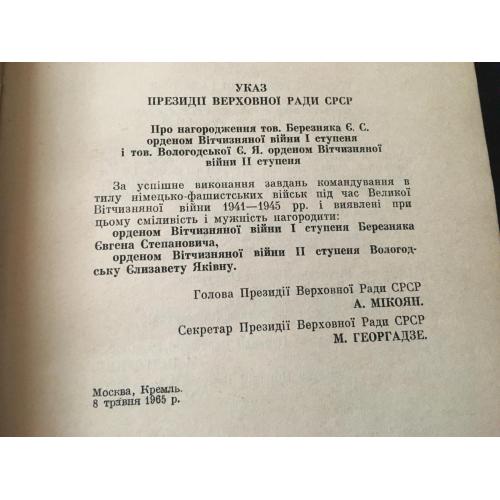 УКАЗ
ПРЕЗИДІЇ ВЕРХОВНОЇ РАДИ СРСР
Про нагородження тов. Березняка Є. С.
орденом Вітчизняної війни I ступеня
і тов. Вологодської Є. Я. орденом Вітчизняної
війни II ступеня
За успішне виконання завдань командування в
тилу німецько-фашистських військ під час Великої
Вітчизняної війни 1941—1945 рр. і виявлені при
цьому сміливість і мужність нагородити:
орденом Вітчизняної війни I ступеня Березняка
Євгена Степановича,
орденом Вітчизняної війни II ступеня Вологод-
ську Єлизавету Яківну.
Голова Президії Верховної Ради СРСР
А. МІКОЯН.
Секретар Президії Верховної Ради СРСР
М. ГЕОРГАДЗЕ.
Москва, Кремль.
8 травня 1965 р.